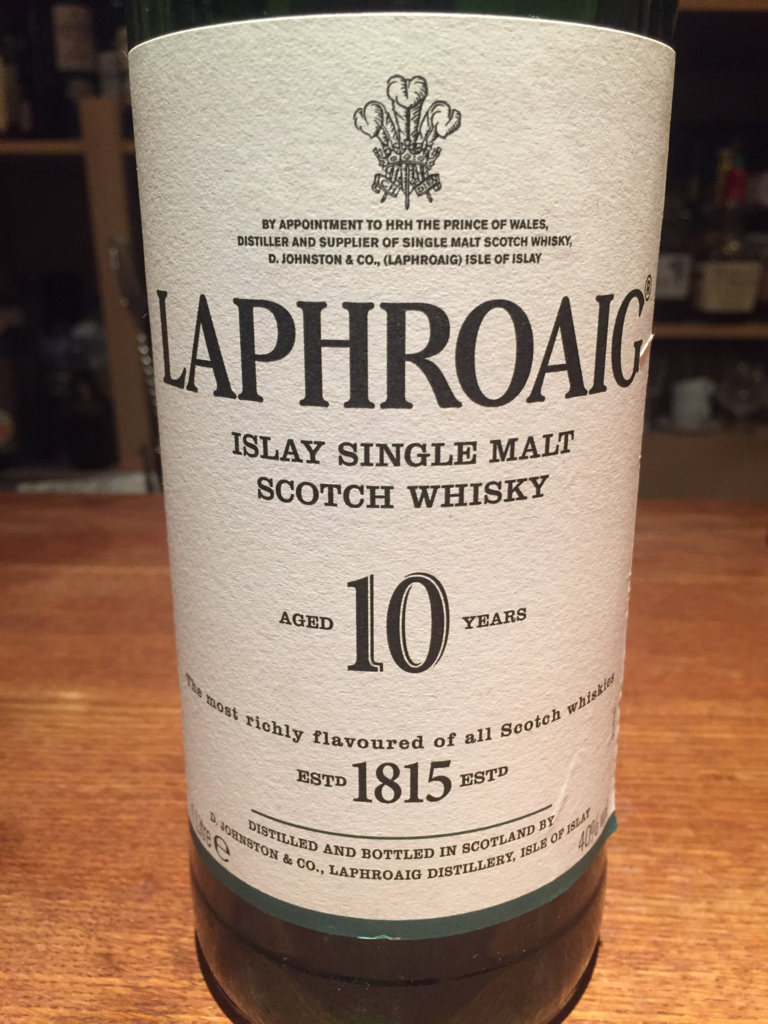 BY APPOINTMENT TO HRH THE PRINCE OF WALES,
DISTILLER AND SUPPLIER OF SINGLE MALT SCOTCH WHISKY,
D. JOHNSTON & CO., (LAPHROAIG) ISLE OF ISLAY
LAPHROAIG®
ISLAY SINGLE MALT
SCOTCH WHISKY
AGED 10 YEARS
The most richly flavoured of all Scotch whiskies
ESTD 1815 ESTD
DISTILLED AND BOTTLED IN SCOTLAND BY
D. JOHNSTON & CO., LAPHROAIG DISTILLERY, ISLE OF ISLAY
Litre e
40%